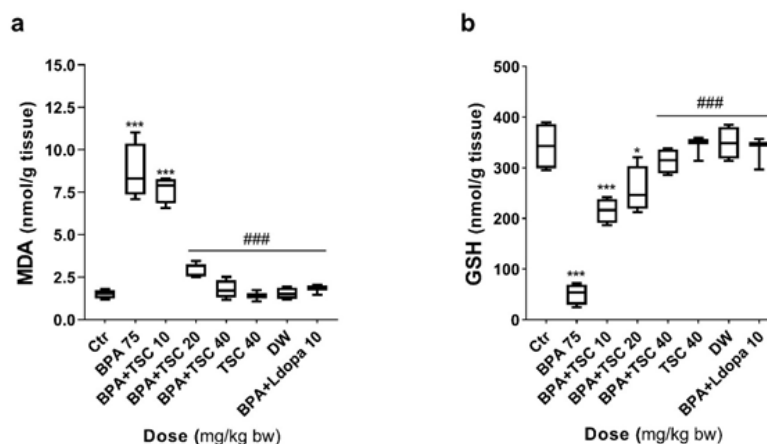 a
MDA (nmol/g tissue)
15.0
12.5
10.0
7.5
5.0
2.5
0.0
***
***
###
Ctr
BPA 75
BPA+TSC 10
BPA+TSC 20
BPA+TSC 40
TSC 40
DW
BPA+Ldopa 10
Dose (mg/kg bw)
b
GSH (nmol/g tissue)
500
400
300
200
100
0
***
***
*
###
Ctr
BPA 75
BPA+TSC 10
BPA+TSC 20
BPA+TSC 40
TSC 40
DW
BPA+Ldopa 10
Dose (mg/kg bw)